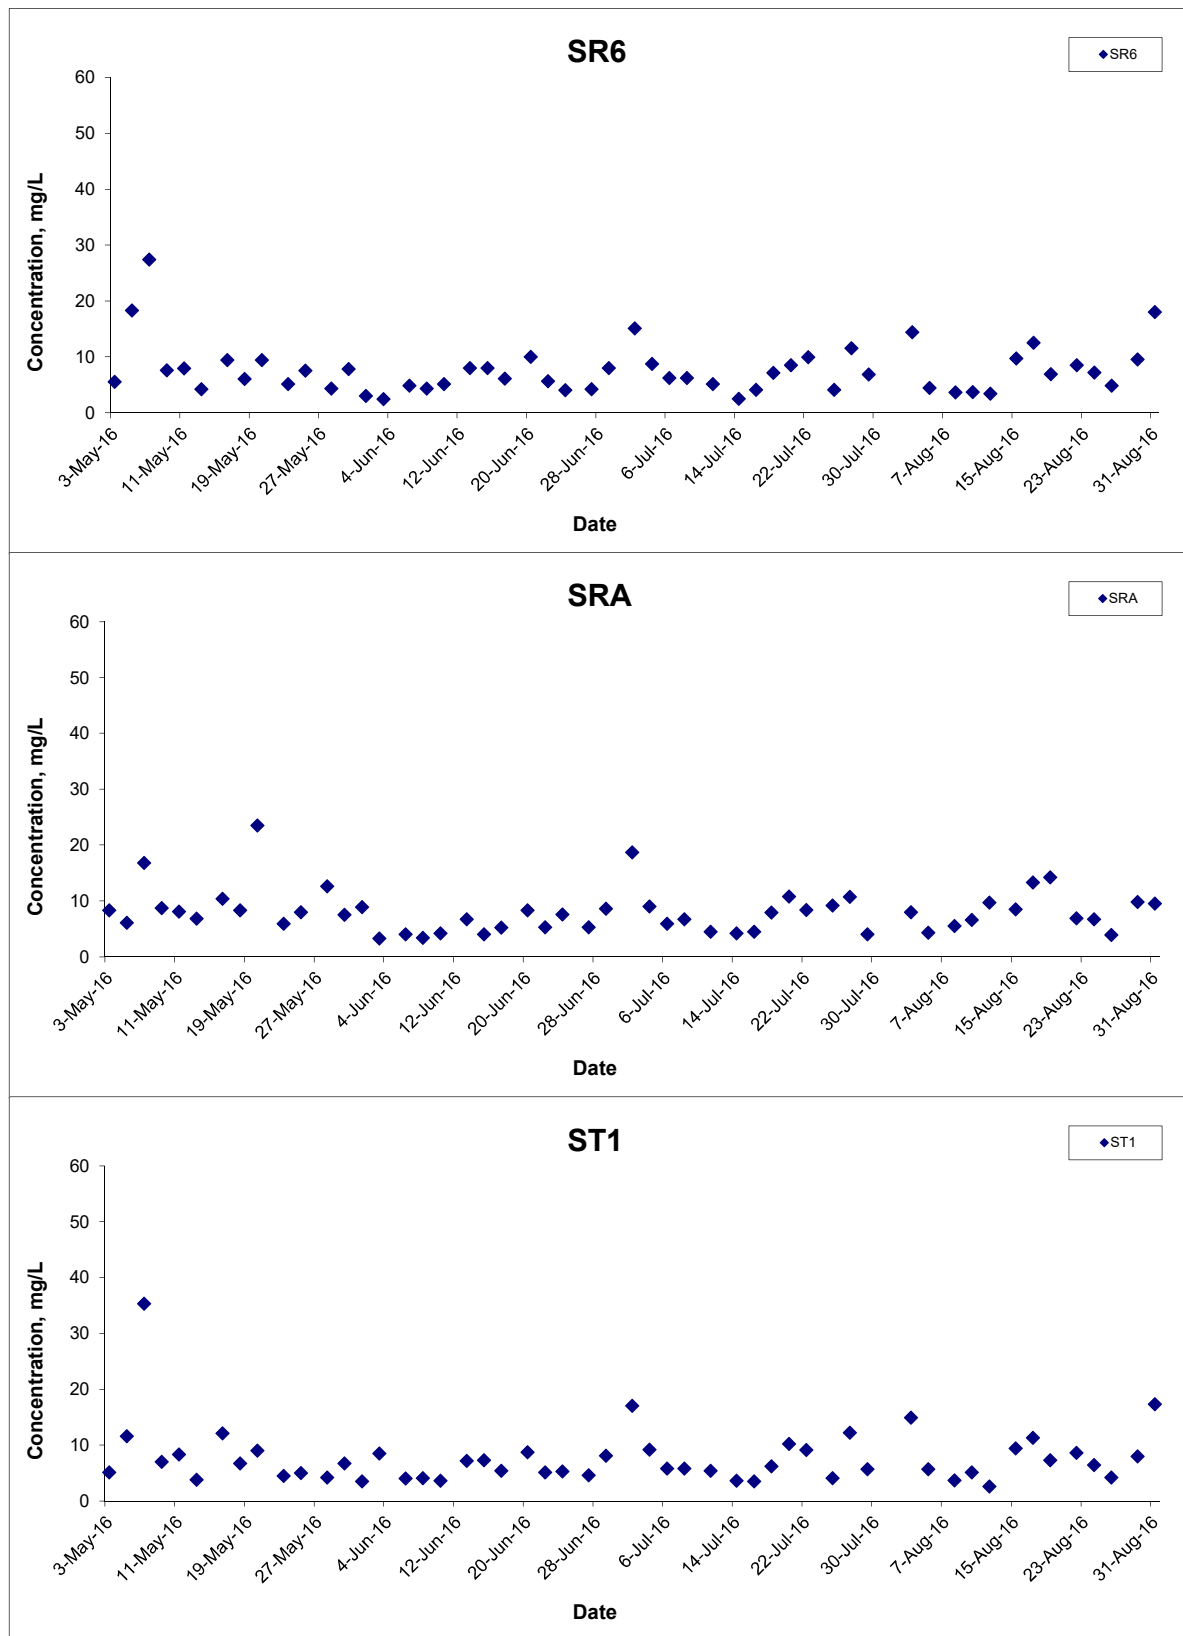 SR6
SR6
60
50
40
30
20
10
0
Concentration, mg/L
3-May-16
11-May-16
19-May-16
27-May-16
4-Jun-16
12-Jun-16
20-Jun-16
28-Jun-16
6-Jul-16
14-Jul-16
22-Jul-16
30-Jul-16
7-Aug-16
15-Aug-16
23-Aug-16
31-Aug-16
Date
SRA
SRA
60
50
40
30
20
10
0
Concentration, mg/L
3-May-16
11-May-16
19-May-16
27-May-16
4-Jun-16
12-Jun-16
20-Jun-16
28-Jun-16
6-Jul-16
14-Jul-16
22-Jul-16
30-Jul-16
7-Aug-16
15-Aug-16
23-Aug-16
31-Aug-16
Date
ST1
ST1
60
50
40
30
20
10
0
Concentration, mg/L
3-May-16
11-May-16
19-May-16
27-May-16
4-Jun-16
12-Jun-16
20-Jun-16
28-Jun-16
6-Jul-16
14-Jul-16
22-Jul-16
30-Jul-16
7-Aug-16
15-Aug-16
23-Aug-16
31-Aug-16
Date